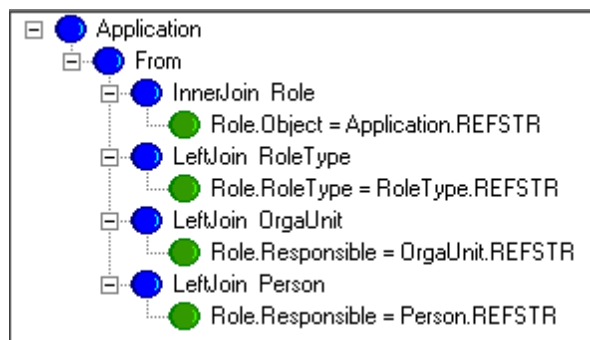 Application
From
InnerJoin Role
Role.Object = Application.REFSTR
LeftJoin RoleType
Role.RoleType = RoleType.REFSTR
LeftJoin OrgaUnit
Role.Responsible = OrgaUnit.REFSTR
LeftJoin Person
Role.Responsible = Person.REFSTR